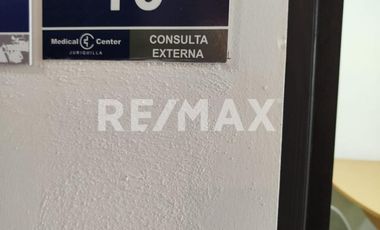 Medical Center
JURIQUILLA
CONSULTA
EXTERNA
RE/MAX